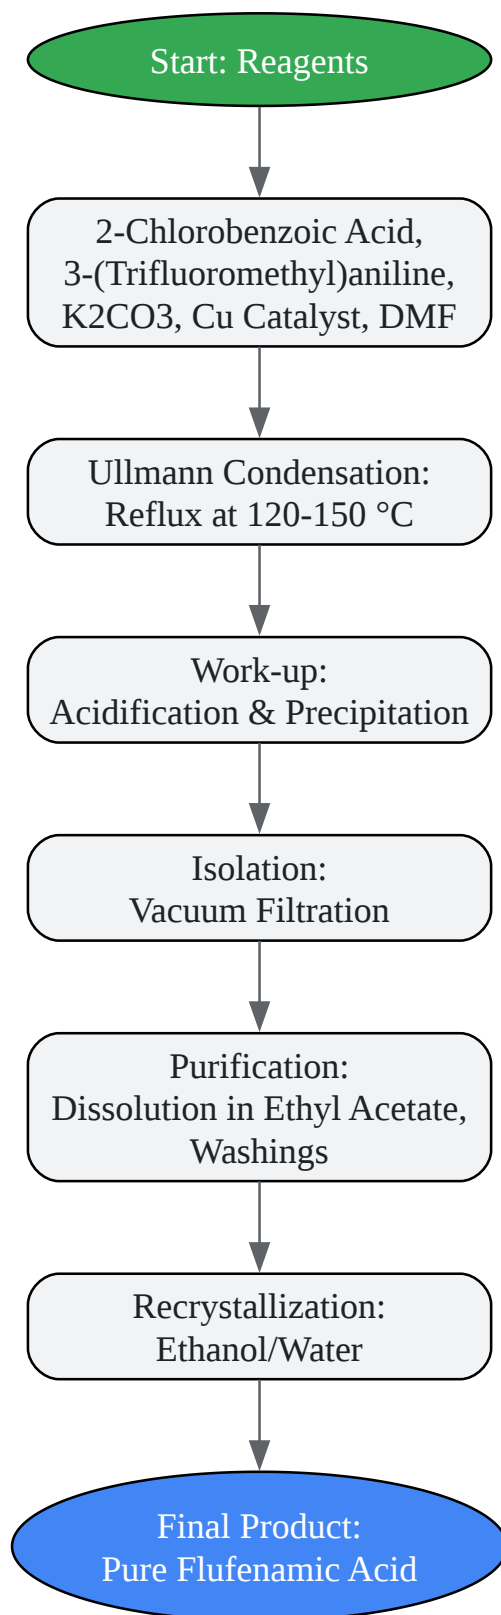 Start: Reagents
2-Chlorobenzoic Acid,
3-(Trifluoromethyl)aniline,
K2CO3, Cu Catalyst, DMF
Ullmann Condensation:
Reflux at 120-150 °C
Work-up:
Acidification & Precipitation
Isolation:
Vacuum Filtration
Purification:
Dissolution in Ethyl Acetate,
Washings
Recrystallization:
Ethanol/Water
Final Product:
Pure Flufenamic Acid